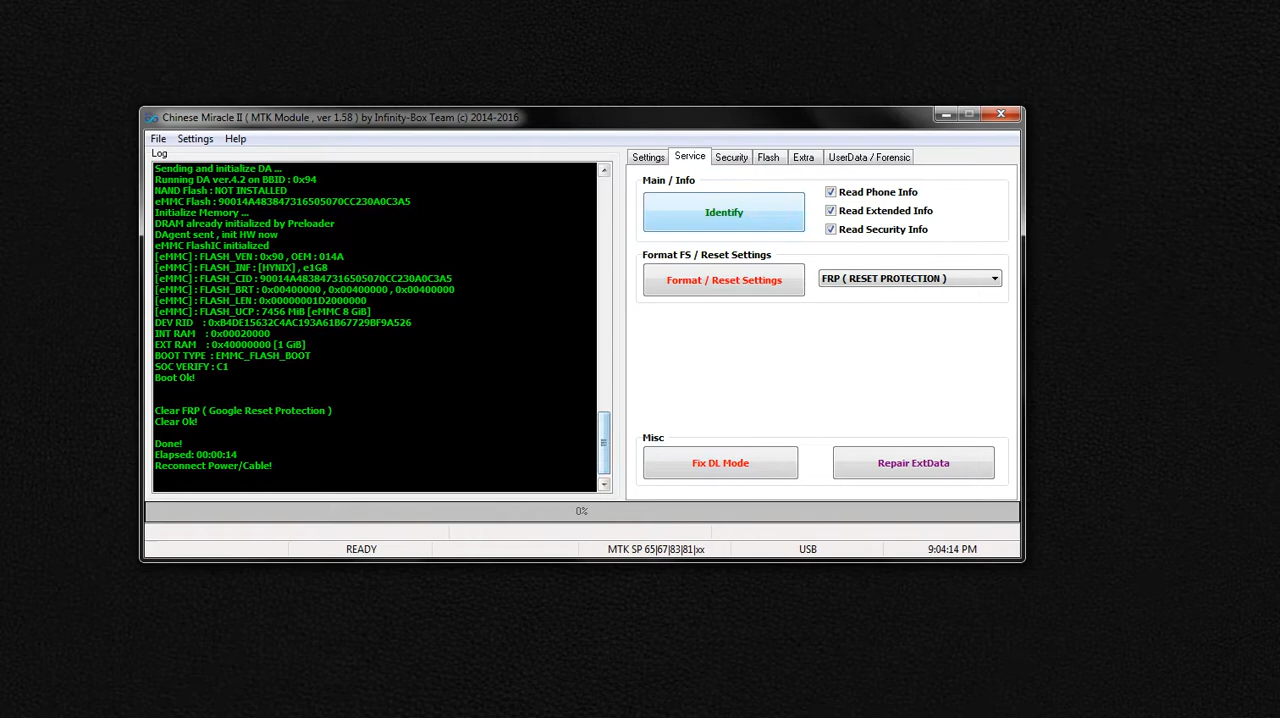 Chinese Miracle II ( MTK Module , ver 1.58 ) by Infinity-Box Team (c) 2014-2016
File Settings Help
Log
Sending and initialize DA ...
Running DA ver.4.2 on BBID : 0x94
NAND Flash : NOT INSTALLED
eMMC Flash : 90014A483847316505070CC230A0C3A5
Initialize Memory ...
DRAM already initialized by Preloader
DAgent sent , init HW now
eMMC FlashIC initialized
[eMMC] : FLASH_VEN : 0x90 , OEM : 014A
[eMMC] : FLASH_INF : [HYNIX] , e1G8
[eMMC] : FLASH_CID : 90014A483847316505070CC230A0C3A5
[eMMC] : FLASH_BRT : 0x00400000 , 0x00400000 , 0x00400000
[eMMC] : FLASH_LEN : 0x00000001D2000000
[eMMC] : FLASH_UCP : 7456 MiB [eMMC 8 GiB]
DEV RID : 0xB4DE15632C4AC193A61B67729BF9A526
INT RAM : 0x00020000
EXT RAM : 0x40000000 [1 GiB]
BOOT TYPE : EMMC_FLASH_BOOT
SOC VERIFY : C1
Boot Ok!
Clear FRP ( Google Reset Protection )
Clear Ok!
Done!
Elapsed: 00:00:14
Reconnect Power/Cable!
Settings Service Security Flash Extra UserData / Forensic
Main / Info
Identify
Read Phone Info
Read Extended Info
Read Security Info
Format FS / Reset Settings
Format / Reset Settings
FRP ( RESET PROTECTION )
Misc
Fix DL Mode
Repair ExtData
0%
READY
MTK SP 65|67|83|81|xx
USB
9:04:14 PM